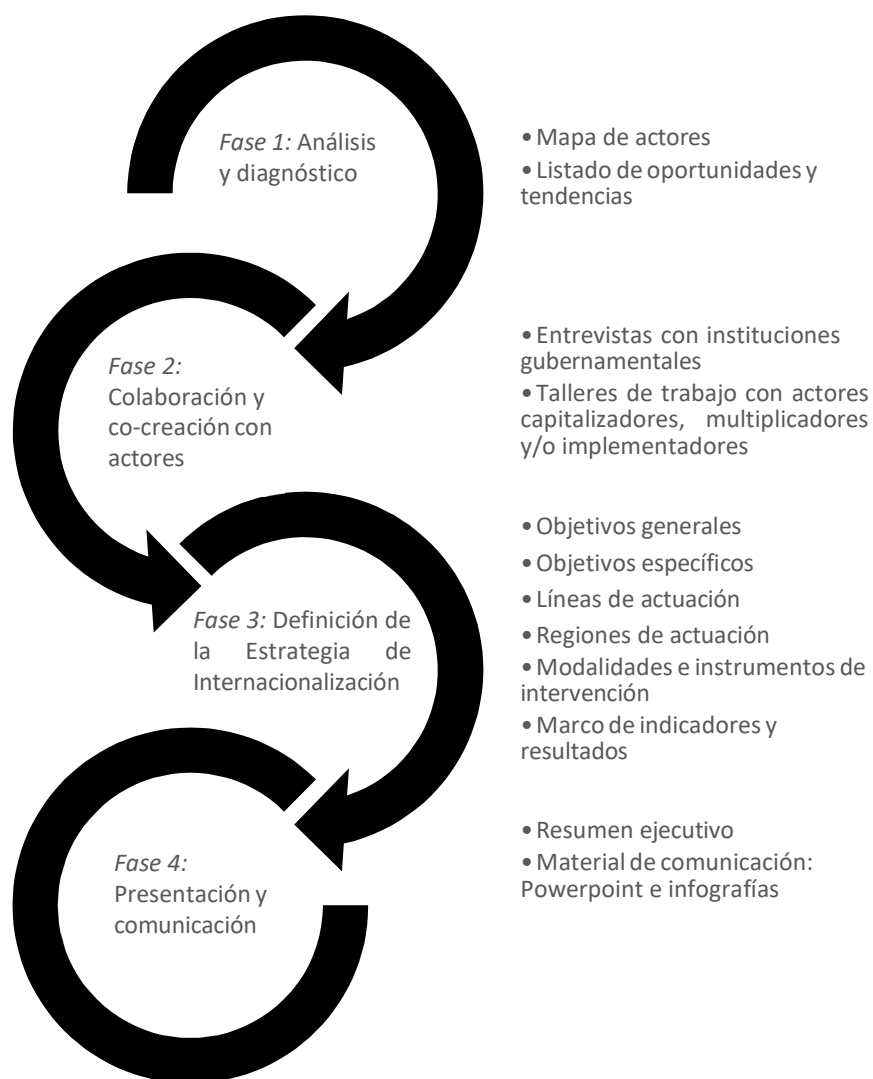 Fase 1: Análisis
y diagnóstico
• Mapa de actores
• Listado de oportunidades y
tendencias
Fase 2:
Colaboración y
co-creación con
actores
• Entrevistas con instituciones
gubernamentales
• Talleres de trabajo con actores
capitalizadores, multiplicadores
y/o implementadores
Fase 3: Definición de
la Estrategia de
Internacionalización
• Objetivos generales
• Objetivos específicos
• Líneas de actuación
• Regiones de actuación
• Modalidades e instrumentos de
intervención
• Marco de indicadores y
resultados
Fase 4:
Presentación y
comunicación
• Resumen ejecutivo
• Material de comunicación:
Powerpoint e infografías